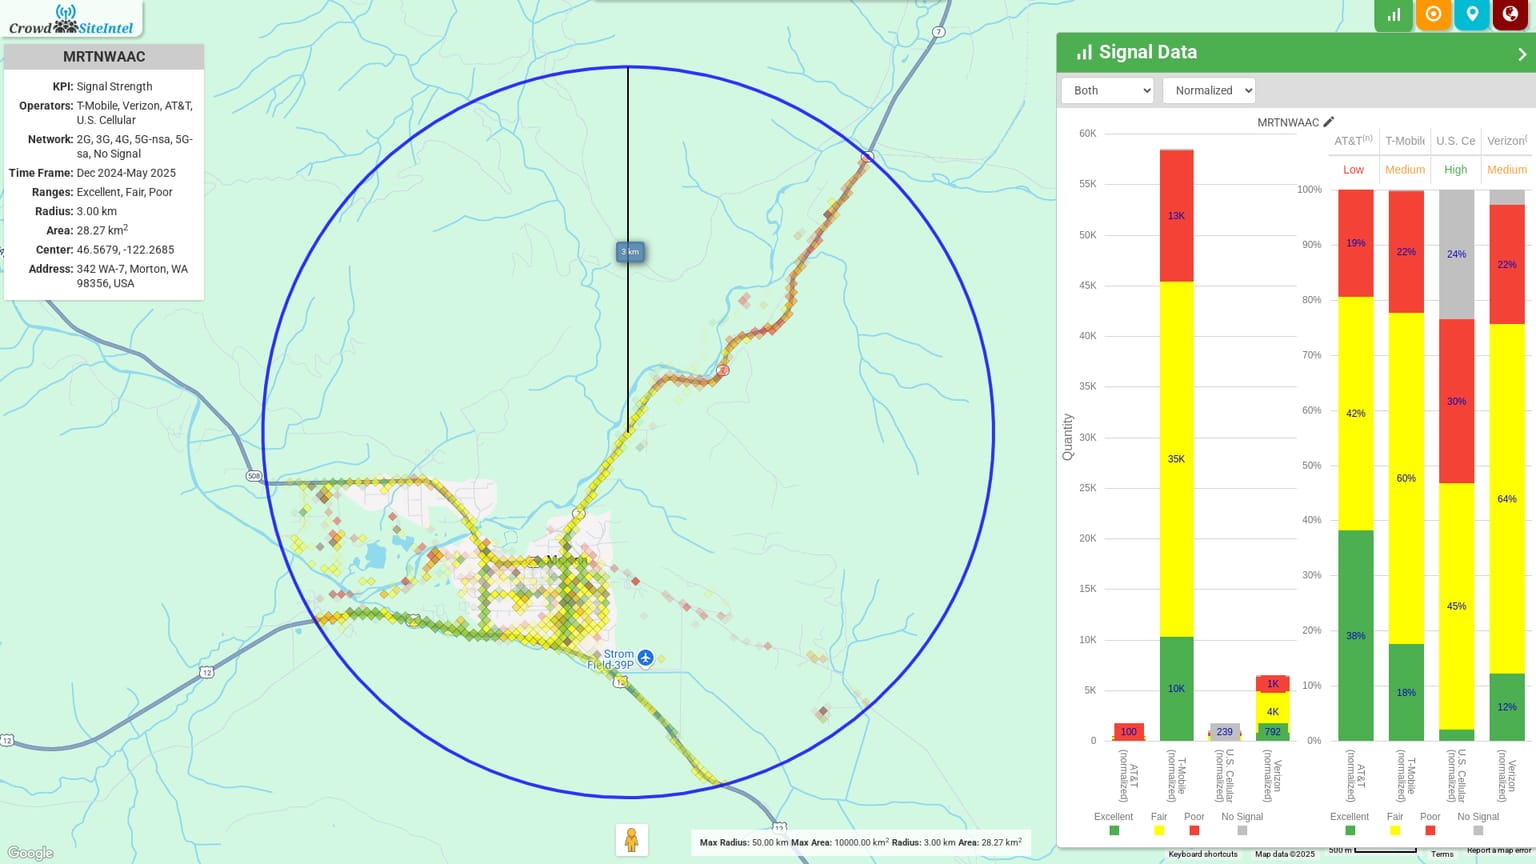 Crowd SiteIntel
MRTNWAAC
KPI: Signal Strength
Operators: T-Mobile, Verizon, AT&T,
U.S. Cellular
Network: 2G, 3G, 4G, 5G-nsa, 5G-
sa, No Signal
Time Frame: Dec 2024-May 2025
Ranges: Excellent, Fair, Poor
Radius: 3.00 km
Area: 28.27 km2
Center: 46.5679, -122.2685
Address: 342 WA-7, Morton, WA
98356, USA
7
3 km
508
7
Strom
Field-39P
12
12
12
12
Google
Max Radius: 50.00 km Max Area: 10000.00 km2 Radius: 3.00 km Area: 28.27 km2
Signal Data
Both
Normalized
MRTNWAAC
Quantity
60K
55K
50K
45K
40K
35K
30K
25K
20K
15K
10K
5K
0
13K
35K
10K
100
239
1K
4K
792
AT&T
(normalized)
T-Mobile
(normalized)
U.S. Cellular
(normalized)
Verizon
(normalized)
Excellent Fair Poor No Signal
AT&T(n) T-Mobile U.S. Ce Verizon(
Low Medium High Medium
100%
90%
80%
70%
60%
50%
40%
30%
20%
10%
0%
19%
42%
38%
22%
60%
18%
24%
30%
45%
22%
64%
12%
AT&T
(normalized)
T-Mobile
(normalized)
U.S. Cellular
(normalized)
Verizon
(normalized)
Excellent Fair Poor No Signal
Keyboard shortcuts Map data ©2025 500 m Terms Report a map error